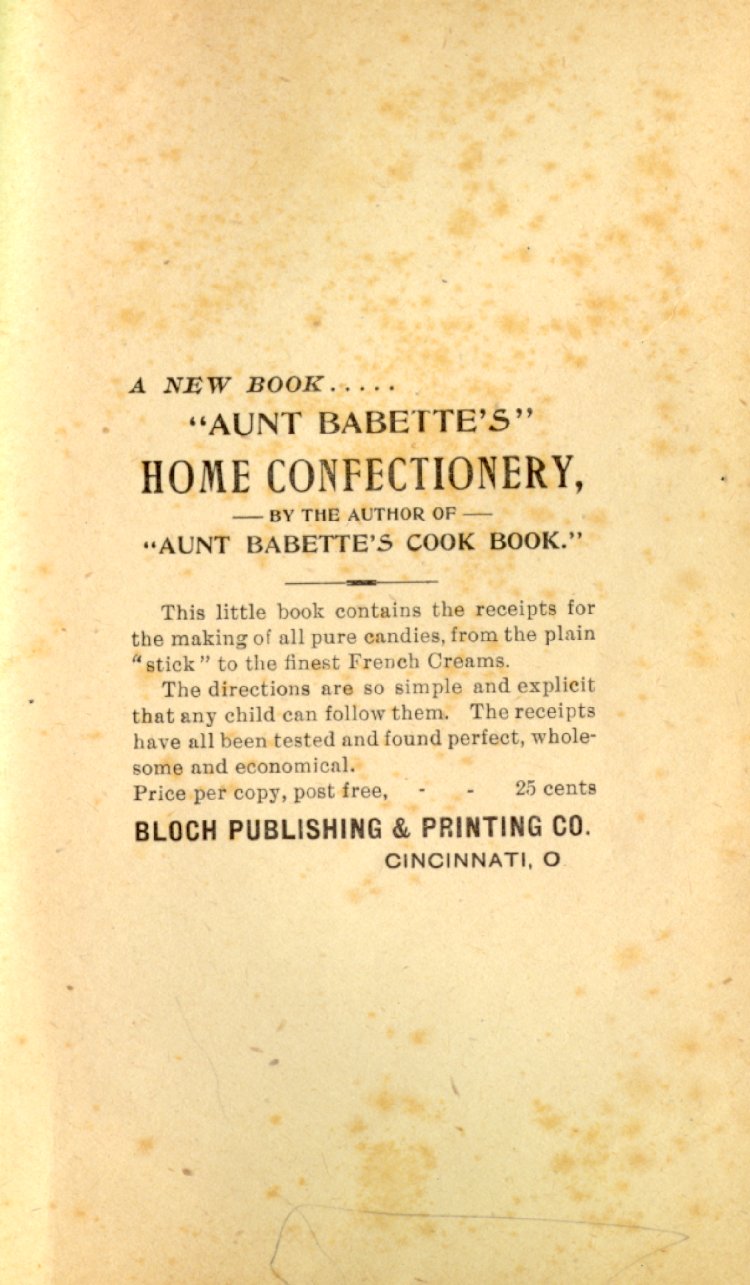 A NEW BOOK.....
"AUNT BABETTE'S"
HOME CONFECTIONERY,
— BY THE AUTHOR OF —
"AUNT BABETTE'S COOK BOOK."
This little book contains the receipts for
the making of all pure candies, from the plain
"stick" to the finest French Creams.
The directions are so simple and explicit
that any child can follow them. The receipts
have all been tested and found perfect, whole-
some and economical.
Price per copy, post free, - - 25 cents
BLOCH PUBLISHING & PRINTING CO.
CINCINNATI, O